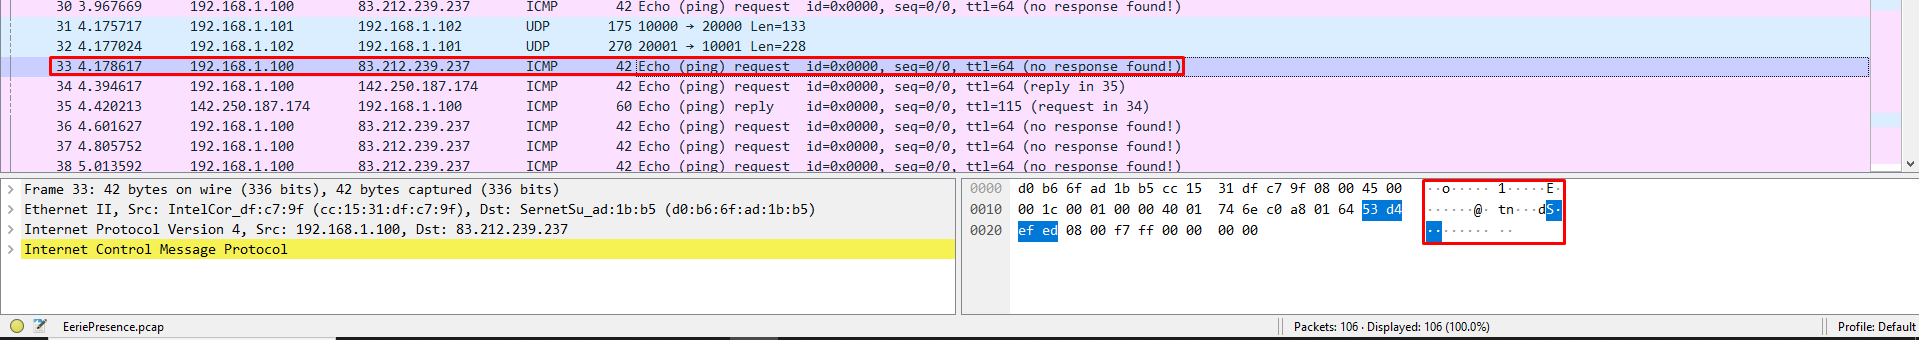 30 3.967669 192.168.1.100 83.212.239.237 ICMP 42 Echo (ping) request id=0x0000, seq=0/0, ttl=64 (no response found!)
31 4.175717 192.168.1.101 192.168.1.102 UDP 175 10000 → 20000 Len=133
32 4.177024 192.168.1.102 192.168.1.101 UDP 270 20001 → 10001 Len=228
33 4.178617 192.168.1.100 83.212.239.237 ICMP 42 Echo (ping) request id=0x0000, seq=0/0, ttl=64 (no response found!)
34 4.394617 192.168.1.100 142.250.187.174 ICMP 42 Echo (ping) request id=0x0000, seq=0/0, ttl=64 (reply in 35)
35 4.420213 142.250.187.174 192.168.1.100 ICMP 60 Echo (ping) reply id=0x0000, seq=0/0, ttl=115 (request in 34)
36 4.601627 192.168.1.100 83.212.239.237 ICMP 42 Echo (ping) request id=0x0000, seq=0/0, ttl=64 (no response found!)
37 4.805752 192.168.1.100 83.212.239.237 ICMP 42 Echo (ping) request id=0x0000, seq=0/0, ttl=64 (no response found!)
38 5.013592 192.168.1.100 83.212.239.237 ICMP 42 Echo (ping) request id=0x0000, seq=0/0, ttl=64 (no response found!)
Frame 33: 42 bytes on wire (336 bits), 42 bytes captured (336 bits)
Ethernet II, Src: IntelCor_df:c7:9f (cc:15:31:df:c7:9f), Dst: SernetSu_ad:1b:b5 (d0:b6:6f:ad:1b:b5)
Internet Protocol Version 4, Src: 192.168.1.100, Dst: 83.212.239.237
Internet Control Message Protocol
0000 d0 b6 6f ad 1b b5 cc 15 31 df c7 9f 08 00 45 00 ··o····· 1·····E·
0010 00 1c 00 01 00 00 40 01 74 6e c0 a8 01 64 53 d4 ······@· tn···dS·
0020 ef ed 08 00 f7 ff 00 00 00 00 ········ ··
EeriePresence.pcap
Packets: 106 · Displayed: 106 (100.0%)
Profile: Default